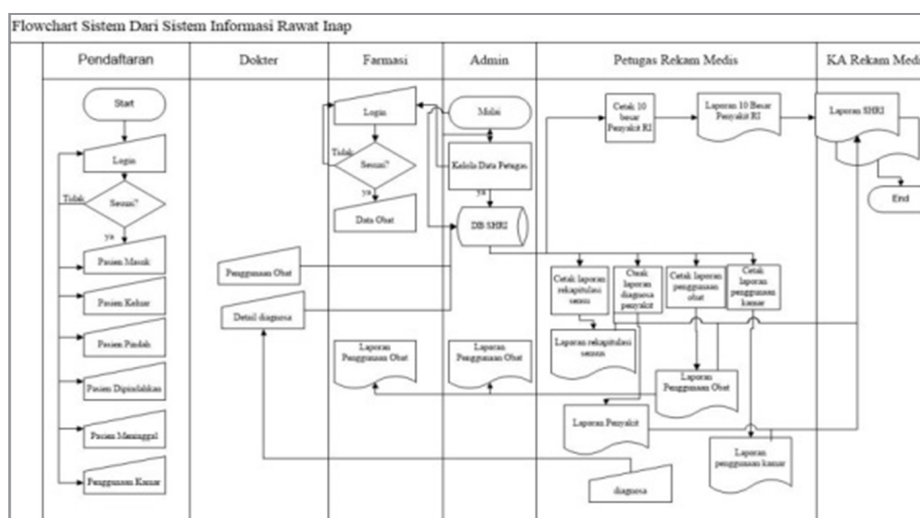 Flowchart Sistem Dari Sistem Informasi Rawat Inap
Pendaftaran
Dokter
Farmasi
Admin
Petugas Rekam Medis
KA Rekam Medi
Start
Login
Tidak
Sesuai?
ya
Pasien Masuk
Pasien Keluar
Pasien Pindah
Pasien Dipindahkan
Pasien Meninggal
Penggunaan Kamar
Penggunaan Obat
Detail diagnosa
Login
Tidak
Sesuai?
ya
Data Obat
Laporan
Penggunaan Obat
Mulai
Kelola Data Petugas
ya
DB SHRI
Laporan
Penggunaan Obat
Cetak 10
besar
Penyakit RI
Laporan 10 Besar
Penyakit RI
Cetak laporan
rekapitulasi
sensus
Cetak
laporan
diagnosa
penyakit
Cetak laporan
penggunaan
obat
Cetak
laporan
penggunaan
kamar
Laporan rekapitulasi
sensus
Laporan
Penggunaan Obat
Laporan Penyakit
Laporan
penggunaan kamar
diagnosa
Laporan SHRI
End